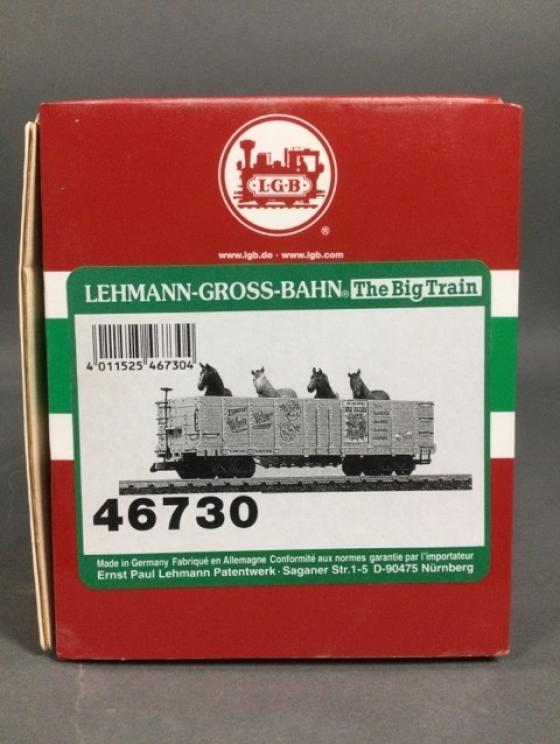 L·G·B
®
www.lgb.de · www.lgb.com
LEHMANN-GROSS-BAHN® The Big Train
4 011525 467304
46730
Made in Germany Fabriqué en Allemagne Conformité aux normes garantie par l'importateur
Ernst Paul Lehmann Patentwerk · Saganer Str.1-5 D-90475 Nürnberg